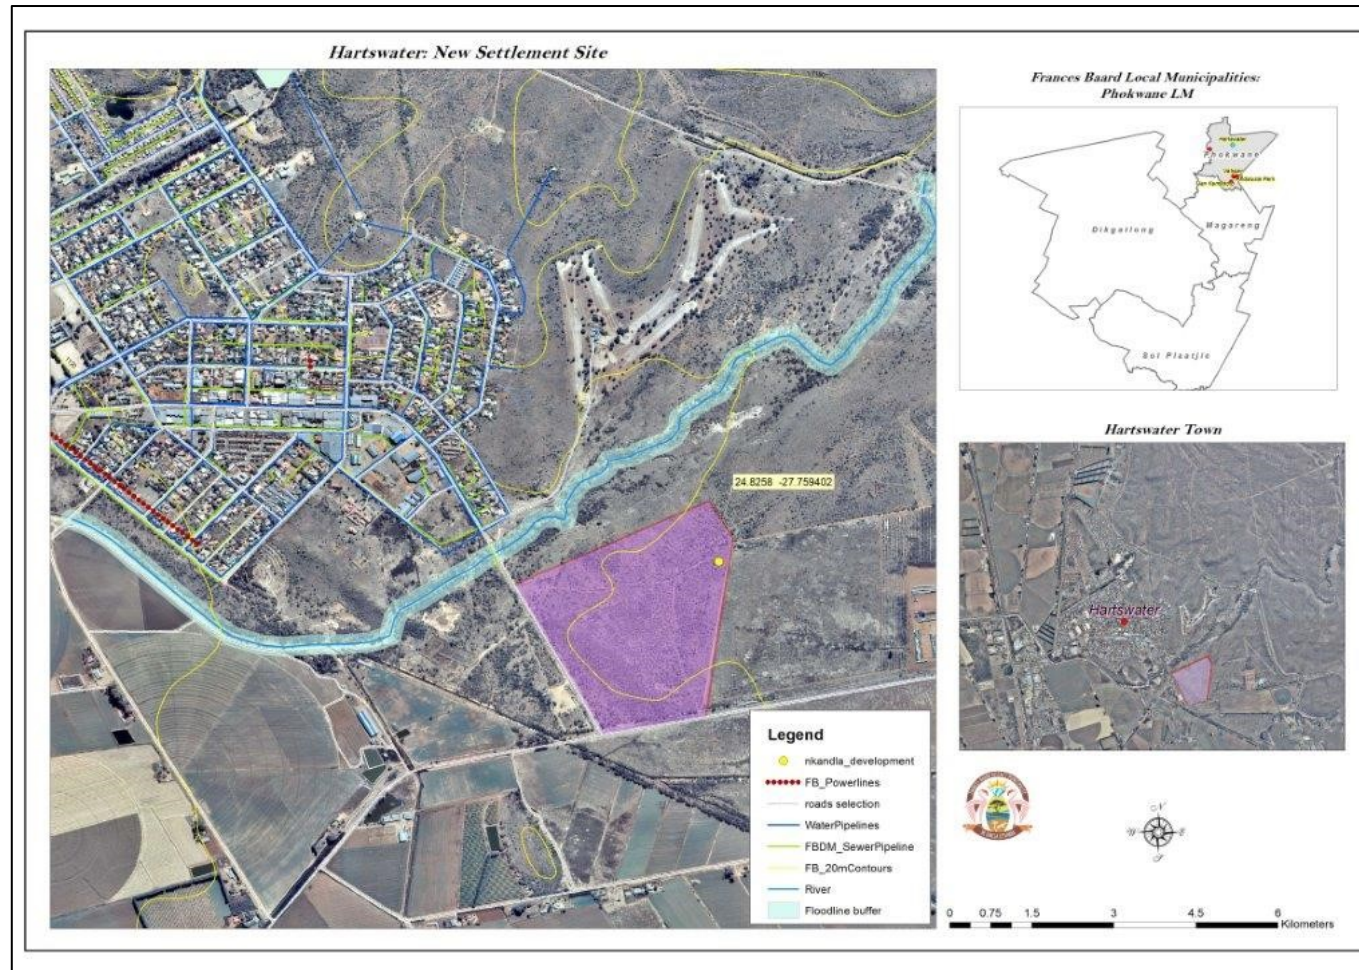 Hartswater: New Settlement Site
24.8258 -27.759402
Legend
nkandla_development
FB_Powerlines
roads selection
WaterPipelines
FBDM_SewerPipeline
FB_20mContours
River
Floodline buffer
Frances Baard Local Municipalities:
Phokwane LM
Hartswater
Phokwane
Dikgatlong
Magareng
Sol Plaatjie
Hartswater Town
Hartswater
N
W E
S
0 0.75 1.5 3 4.5 6
Kilometers